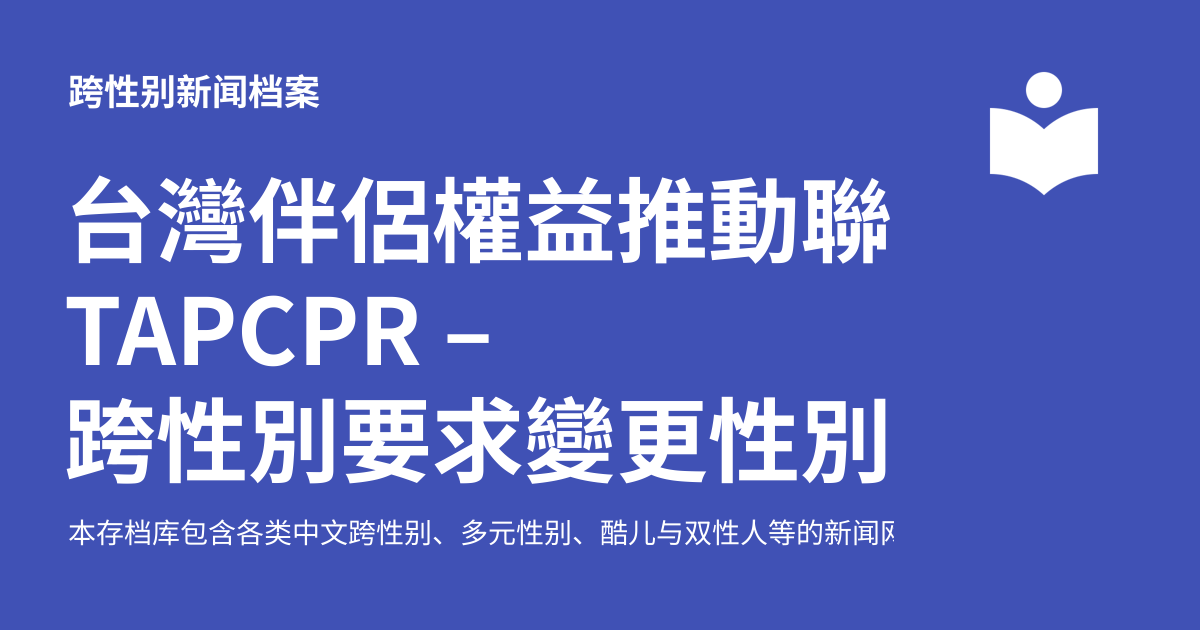 跨性别新闻档案
台灣伴侶權益推動聯
TAPCPR –
跨性別要求變更性別
本存档库包含各类中文跨性别、多元性别、酷儿与双性人等的新闻网